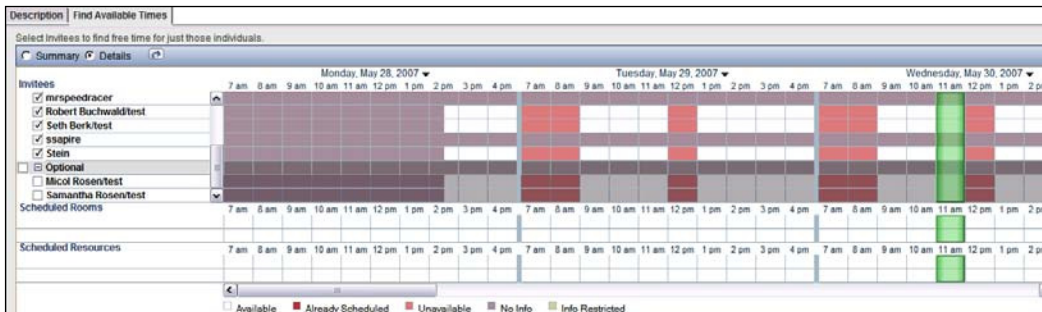 Description Find Available Times
Select Invitees to find free time for just those individuals.
Summary Details
Monday, May 28, 2007 Tuesday, May 29, 2007 Wednesday, May 30, 2007
Invitees 7 am 8 am 9 am 10 am 11 am 12 pm 1 pm 2 pm 3 pm 4 pm 7 am 8 am 9 am 10 am 11 am 12 pm 1 pm 2 pm 3 pm 4 pm 7 am 8 am 9 am 10 am 11 am 12 pm 1 pm 2 p
mrspeedracer
Robert Buchwald/test
Seth Berk/test
ssapire
Stein
Optional
Micol Rosen/test
Samantha Rosen/test
Scheduled Rooms 7 am 8 am 9 am 10 am 11 am 12 pm 1 pm 2 pm 3 pm 4 pm 7 am 8 am 9 am 10 am 11 am 12 pm 1 pm 2 pm 3 pm 4 pm 7 am 8 am 9 am 10 am 11 am 12 pm 1 pm 2 p
Scheduled Resources 7 am 8 am 9 am 10 am 11 am 12 pm 1 pm 2 pm 3 pm 4 pm 7 am 8 am 9 am 10 am 11 am 12 pm 1 pm 2 pm 3 pm 4 pm 7 am 8 am 9 am 10 am 11 am 12 pm 1 pm 2 p
Available Already Scheduled Unavailable No Info Info Restricted